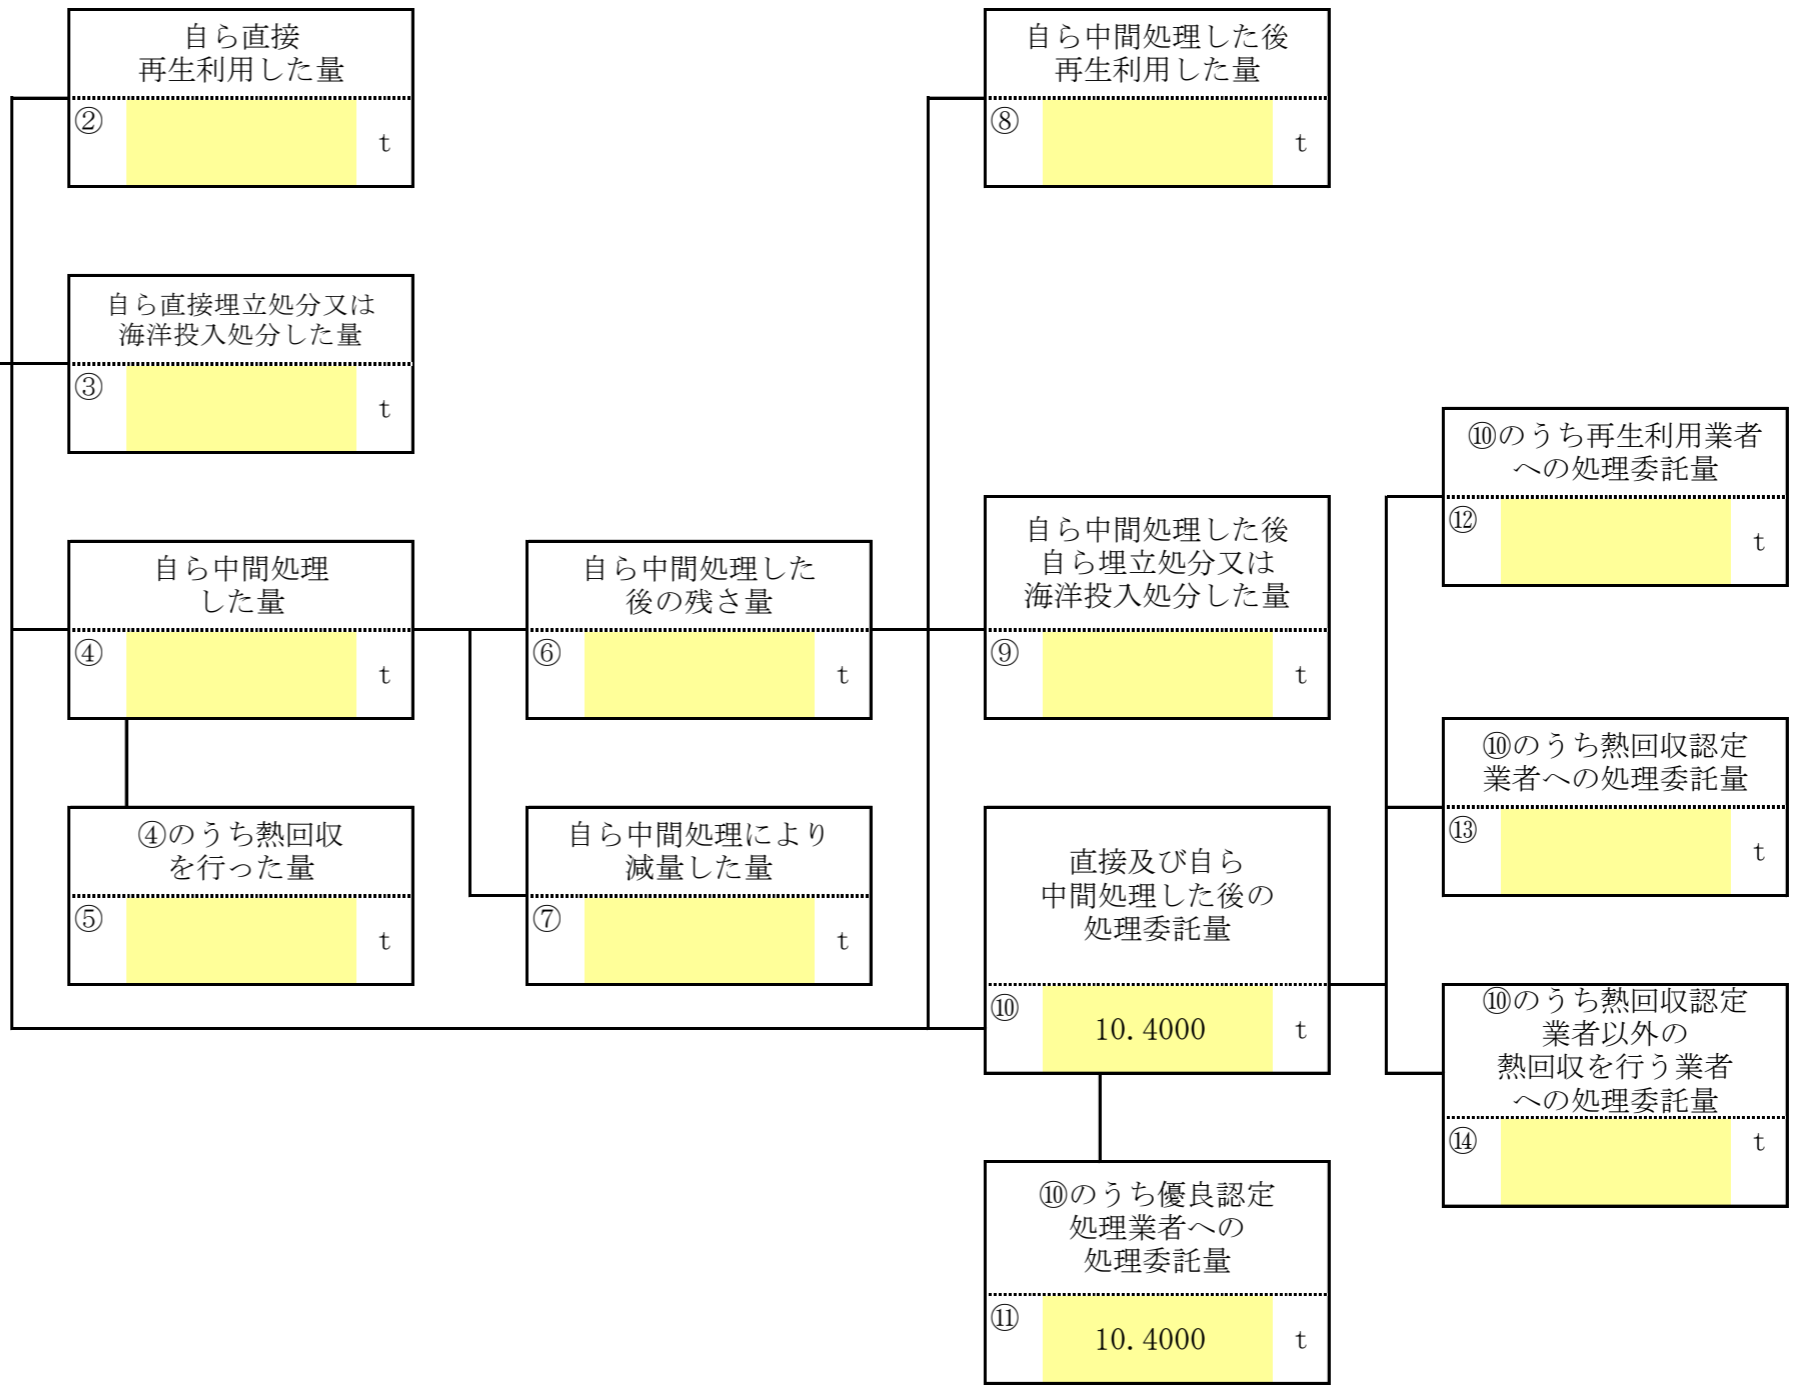 自ら直接
再生利用した量
②
t
自ら中間処理した後
再生利用した量
⑧
t
自ら直接埋立処分又は
海洋投入処分した量
③
t
⑩のうち再生利用業者
への処理委託量
⑫
t
自ら中間処理した後
自ら埋立処分又は
海洋投入処分した量
⑨
t
自ら中間処理
した量
④
t
自ら中間処理した
後の残さ量
⑥
t
⑩のうち熱回収認定
業者への処理委託量
⑬
t
④のうち熱回収
を行った量
⑤
t
自ら中間処理により
減量した量
⑦
t
直接及び自ら
中間処理した後の
処理委託量
⑩ 10.4000 t
⑩のうち熱回収認定
業者以外の
熱回収を行う業者
への処理委託量
⑭
t
⑩のうち優良認定
処理業者への
処理委託量
⑪ 10.4000 t